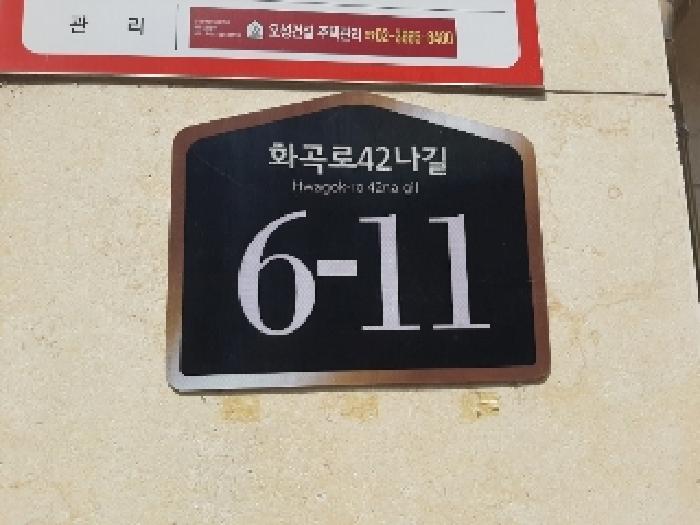 관 리
오성건설 주택관리
화곡로42나길
Hwagok-ro 42na-gil
6-11